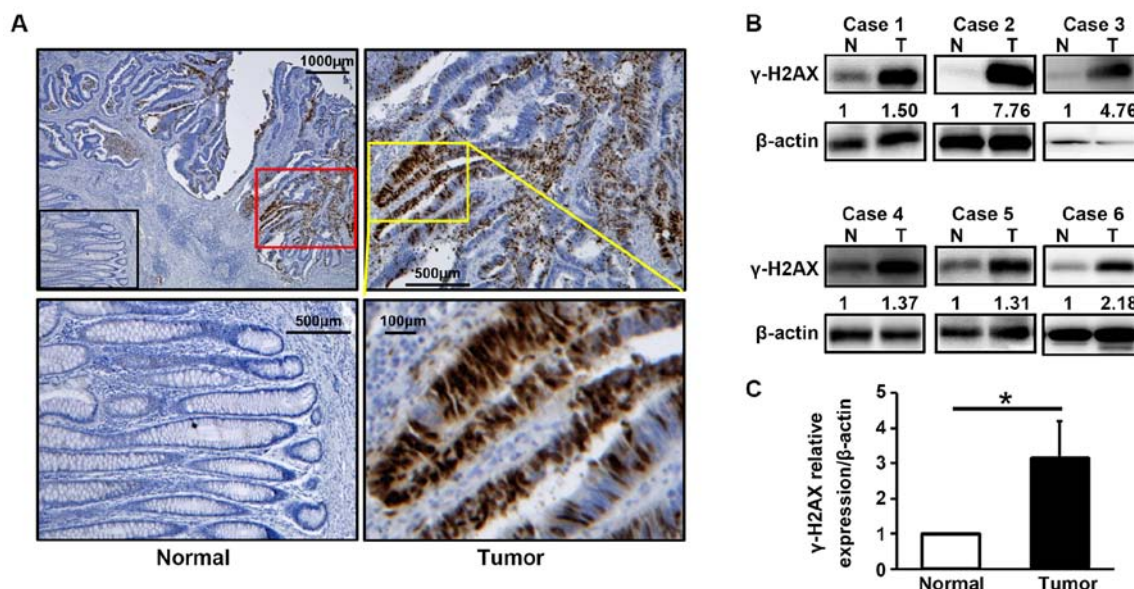 A
1000µm
500µm
500µm
100µm
Normal
Tumor
B
Case 1 Case 2 Case 3
N T N T N T
γ-H2AX
1 1.50 1 7.76 1 4.76
β-actin
Case 4 Case 5 Case 6
N T N T N T
γ-H2AX
1 1.37 1 1.31 1 2.18
β-actin
C
γ-H2AX relative
expression/β-actin
5
4
3
2
1
0
*
Normal Tumor